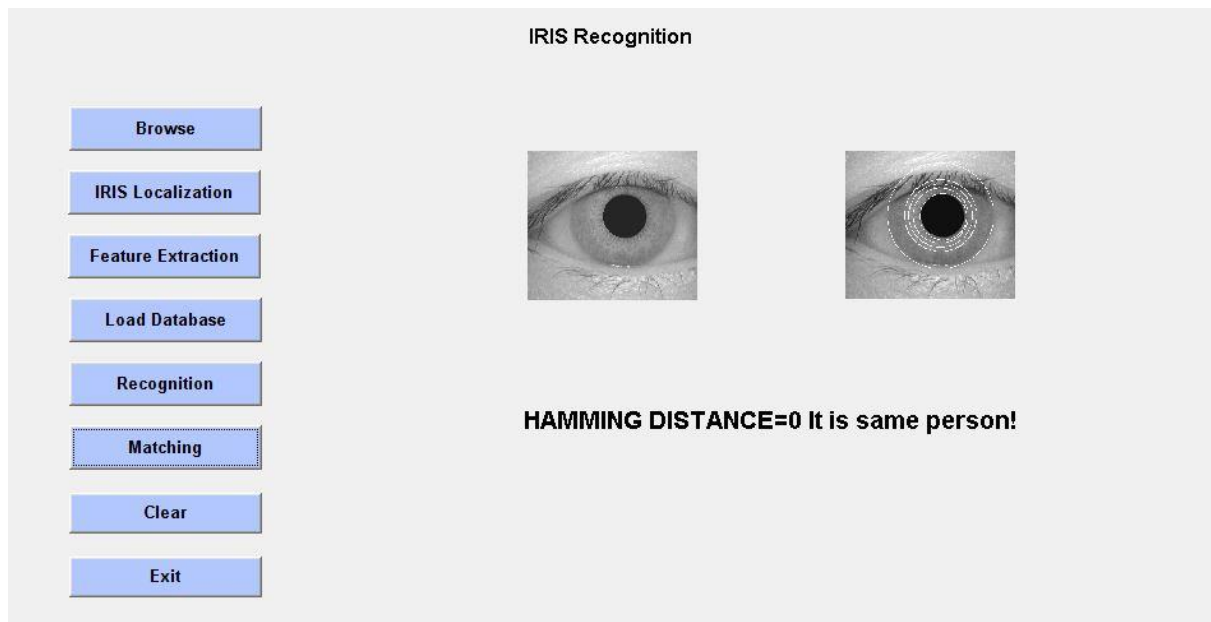 IRIS Recognition
Browse
IRIS Localization
Feature Extraction
Load Database
Recognition
HAMMING DISTANCE=0 It is same person!
Matching
Clear
Exit